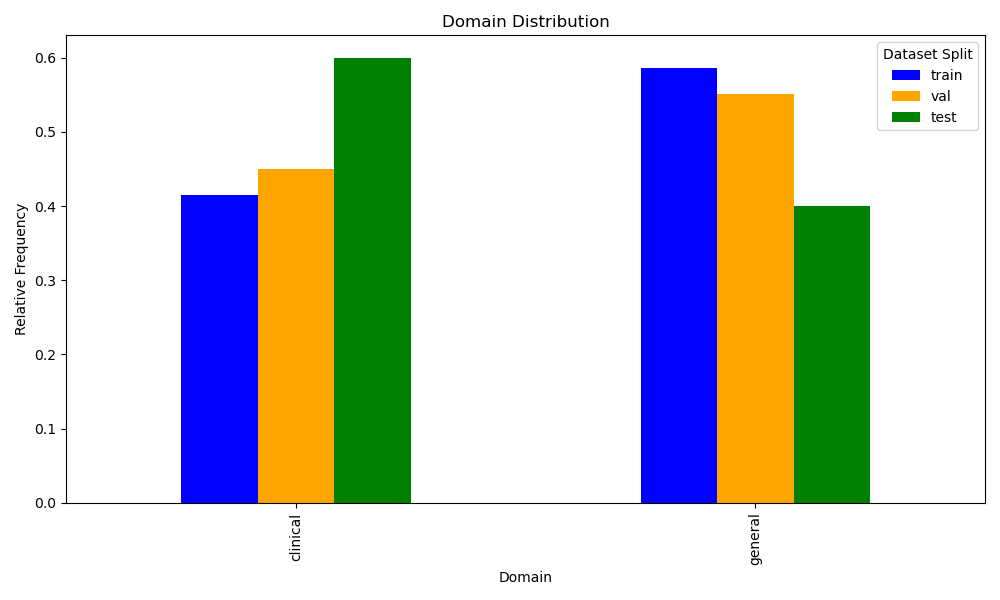 Domain Distribution
Dataset Split
train
val
test
Relative Frequency
0.6
0.5
0.4
0.3
0.2
0.1
0.0
clinical
general
Domain